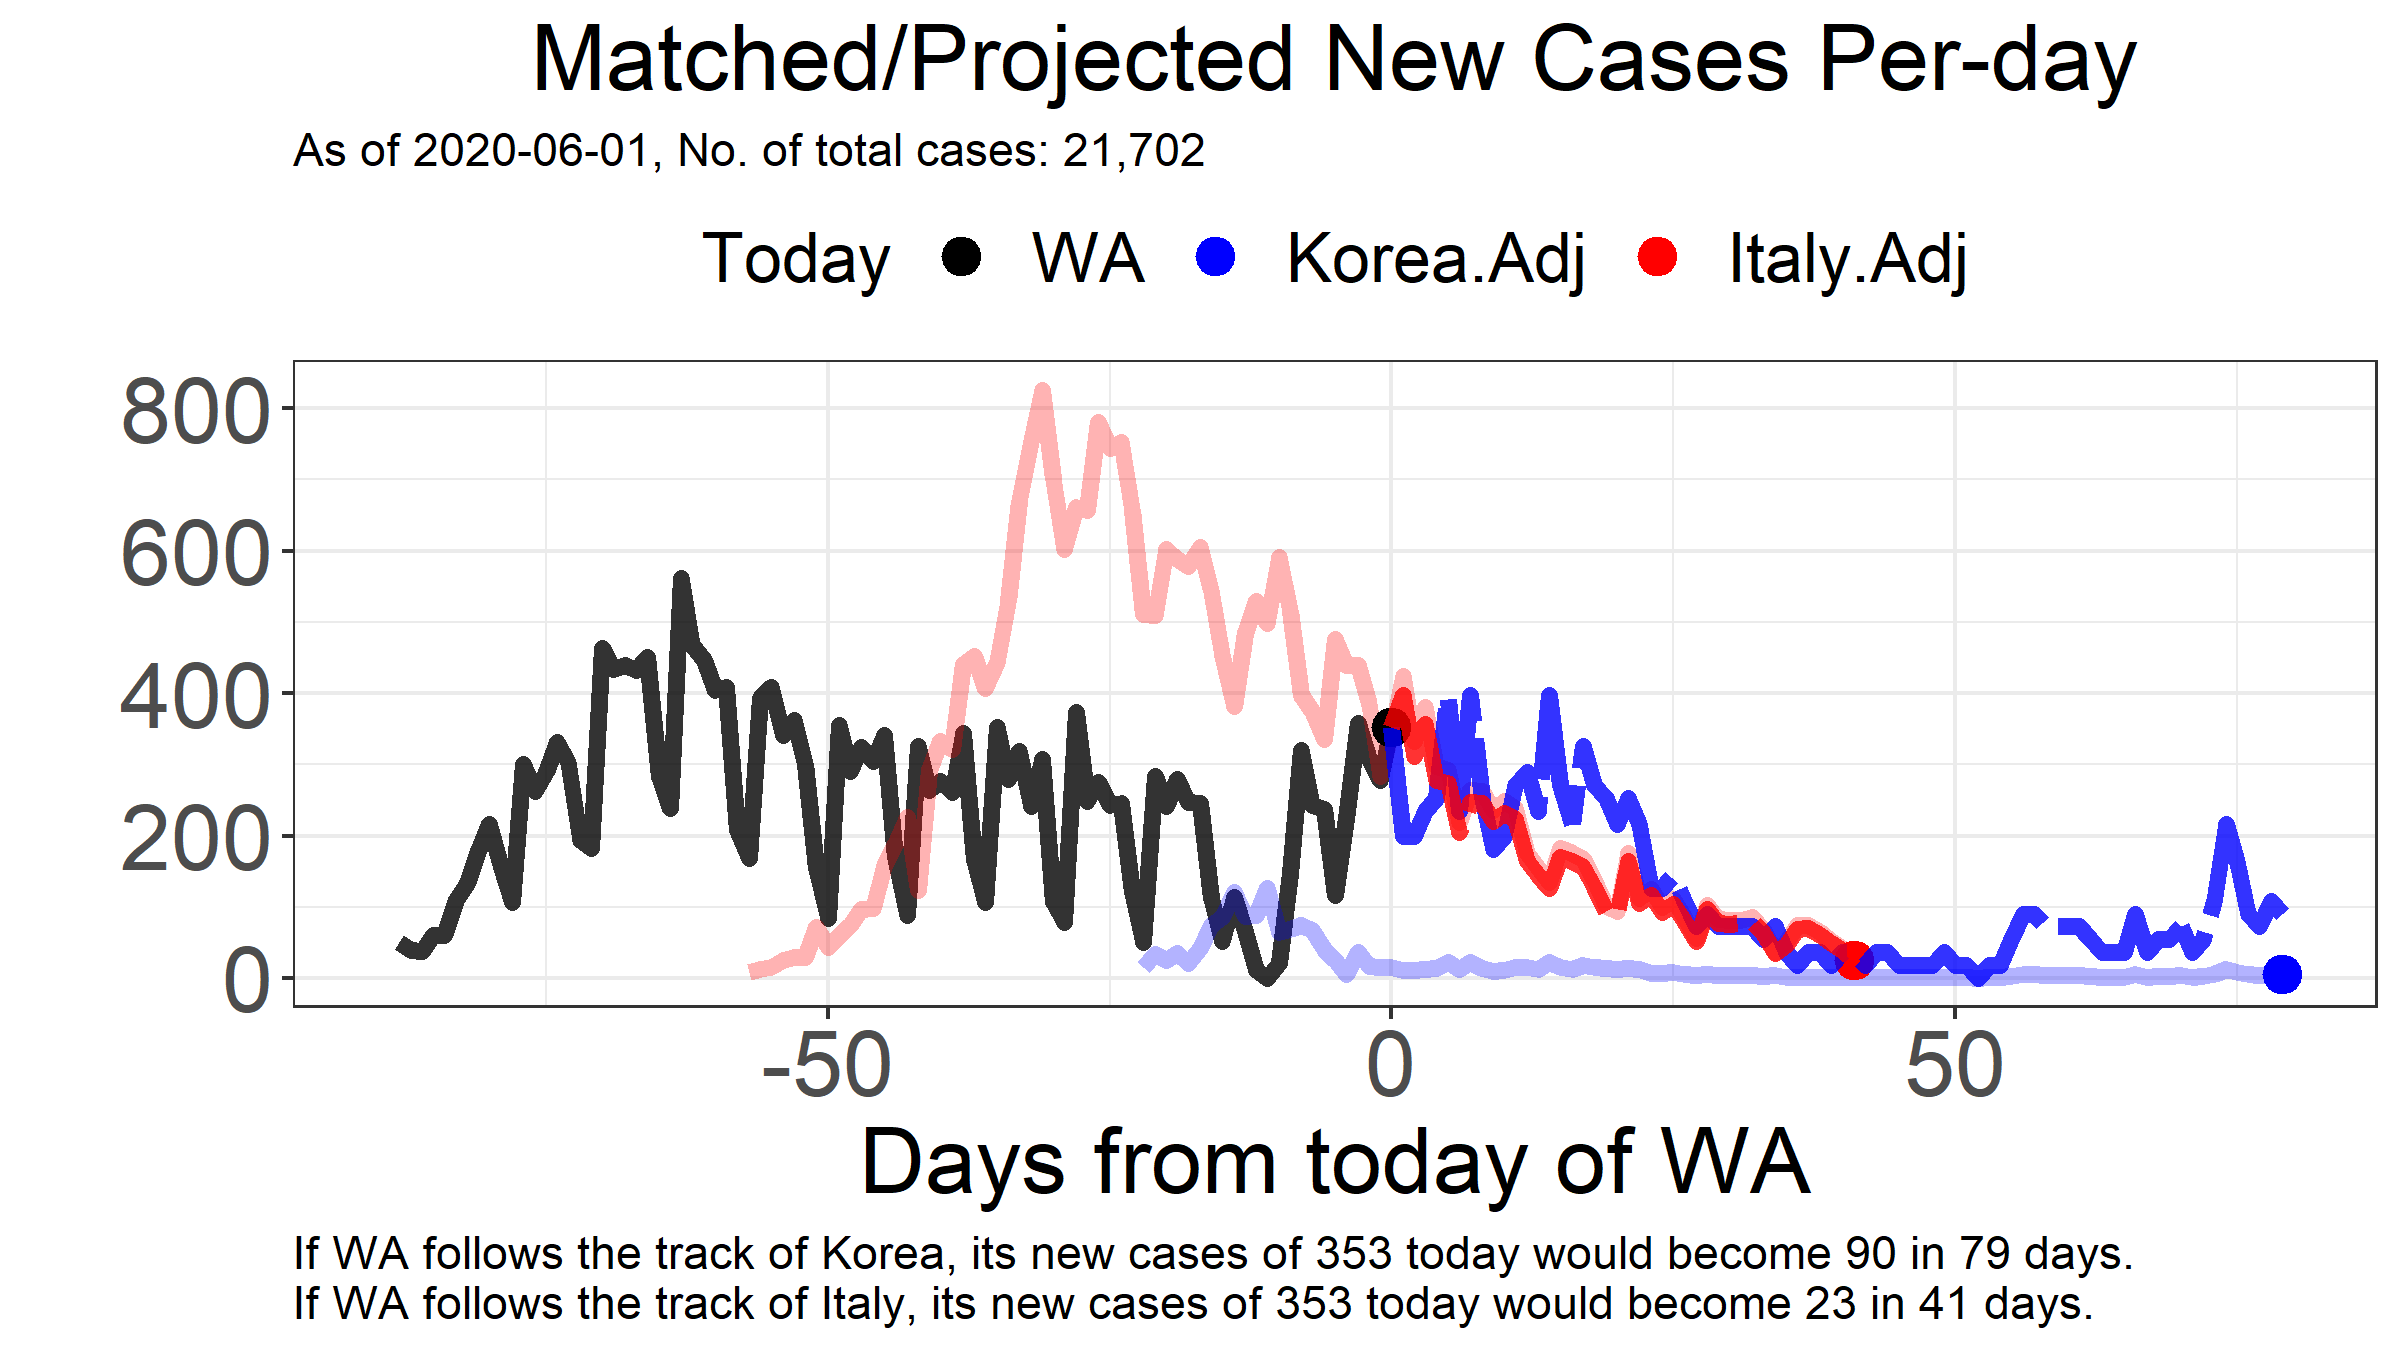 Matched/Projected New Cases Per-day
As of 2020-06-01, No. of total cases: 21,702
Today WA Korea.Adj Italy.Adj
800
600
400
200
0
-50 0 50
Days from today of WA
If WA follows the track of Korea, its new cases of 353 today would become 90 in 79 days.
If WA follows the track of Italy, its new cases of 353 today would become 23 in 41 days.